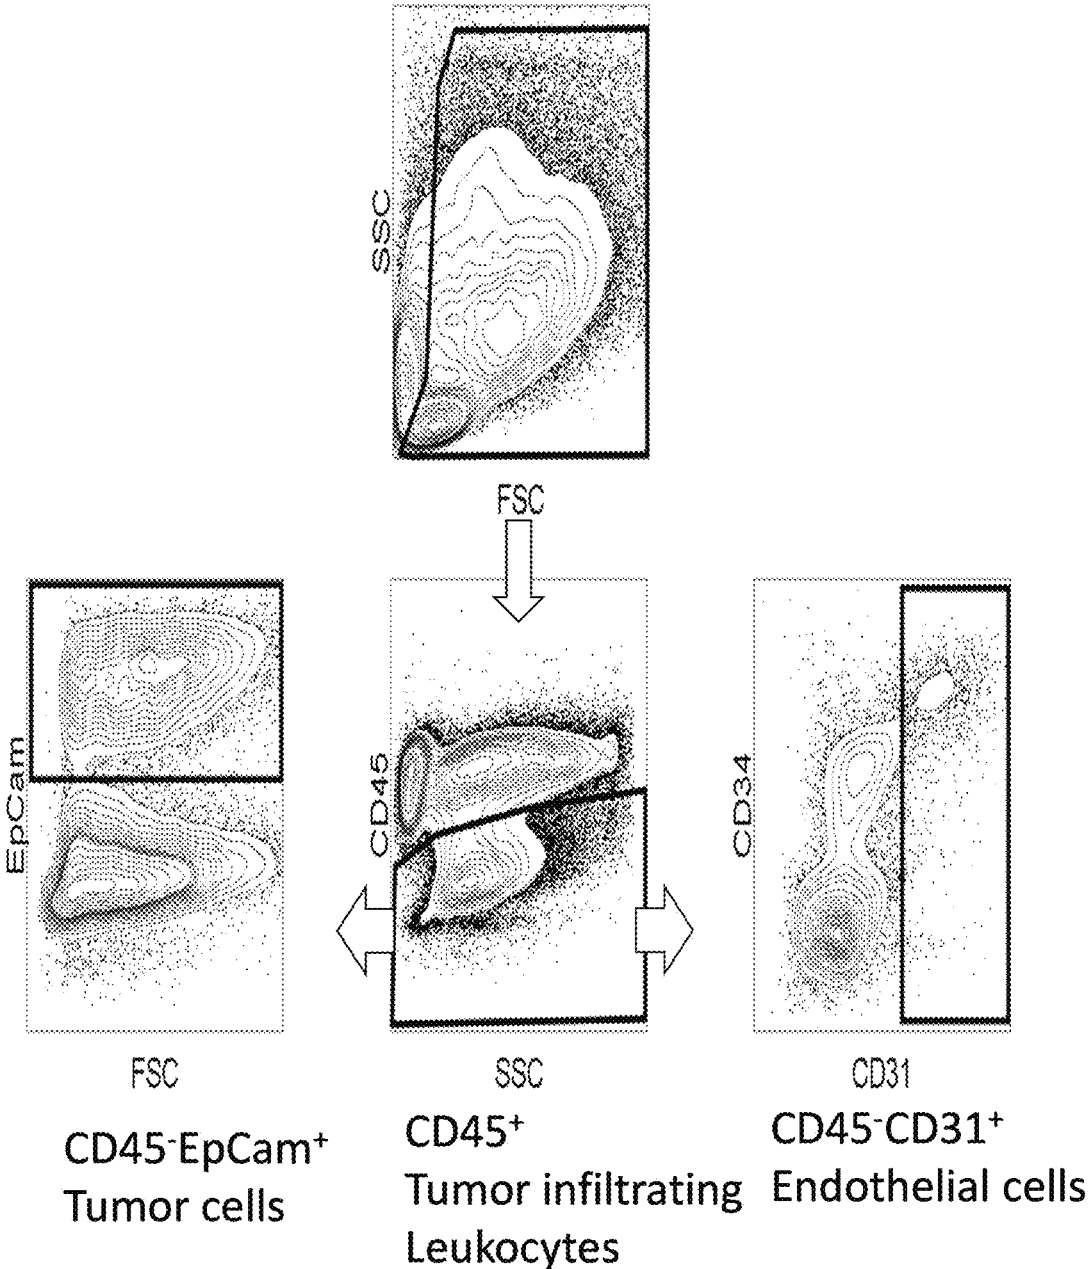 SSC
FSC
EpCam
FSC
CD45
SSC
CD34
CD31
CD45⁻EpCam⁺
Tumor cells
CD45⁺
Tumor infiltrating
Leukocytes
CD45⁻CD31⁺
Endothelial cells